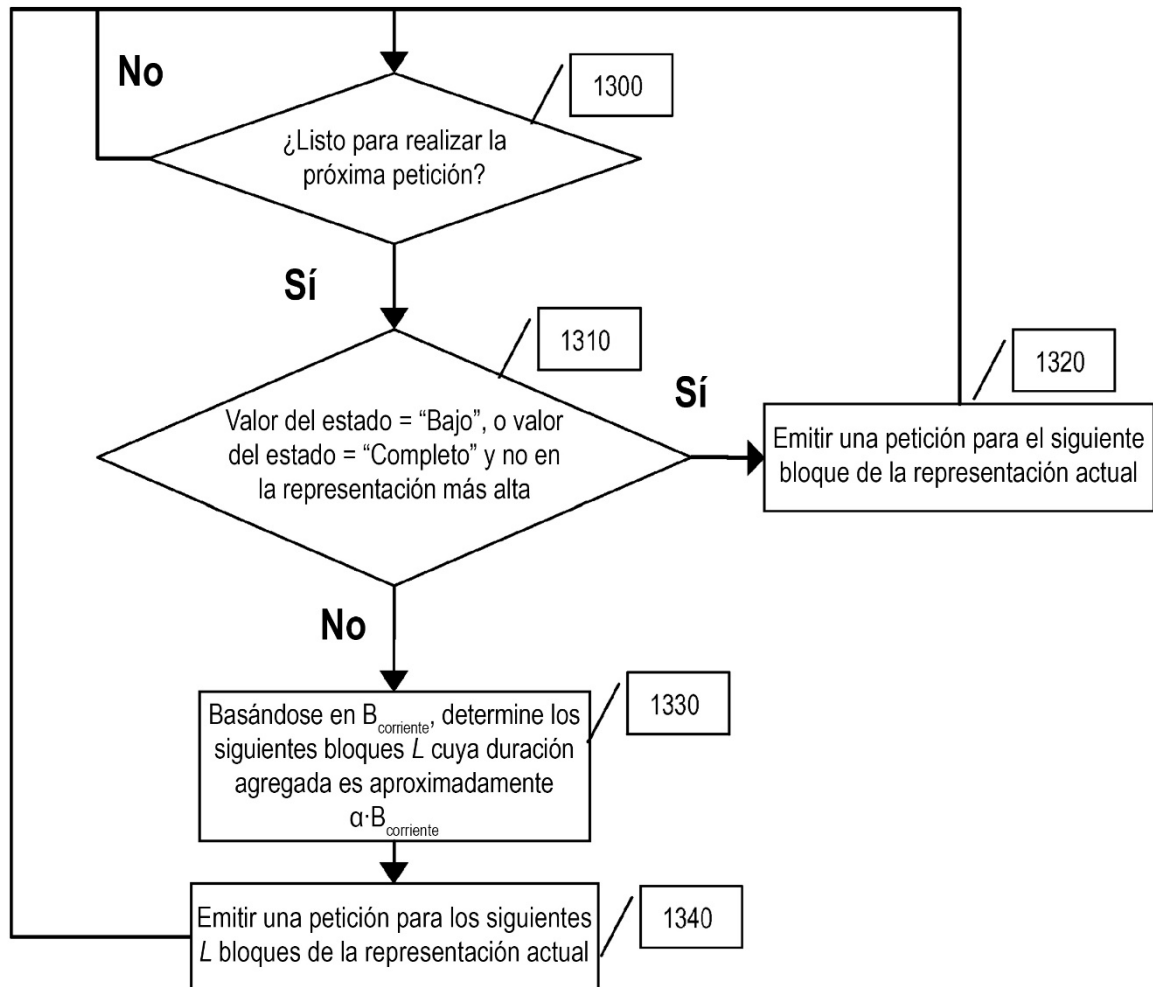 No
1300
¿Listo para realizar la
próxima petición?
Sí
1310
1320
Sí
Valor del estado = “Bajo”, o valor
del estado = “Completo” y no en
la representación más alta
Emitir una petición para el siguiente
bloque de la representación actual
No
1330
Basándose en Bcorriente, determine los
siguientes bloques L cuya duración
agregada es aproximadamente
α·Bcorriente
1340
Emitir una petición para los siguientes
L bloques de la representación actual